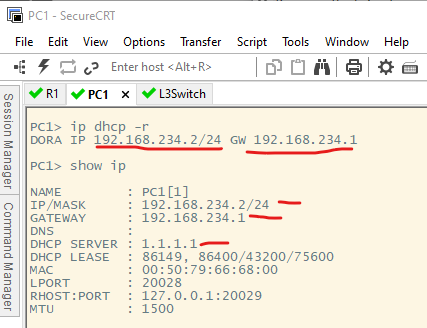 PC1 - SecureCRT
File Edit View Options Transfer Script Tools Window Help
Enter host <Alt+R>
R1 PC1 × L3Switch
Session Manager
Command Manager
PC1> ip dhcp -r
DORA IP 192.168.234.2/24 GW 192.168.234.1
PC1> show ip
NAME : PC1[1]
IP/MASK : 192.168.234.2/24
GATEWAY : 192.168.234.1
DNS :
DHCP SERVER : 1.1.1.1
DHCP LEASE : 86149, 86400/43200/75600
MAC : 00:50:79:66:68:00
LPORT : 20028
RHOST:PORT : 127.0.0.1:20029
MTU : 1500